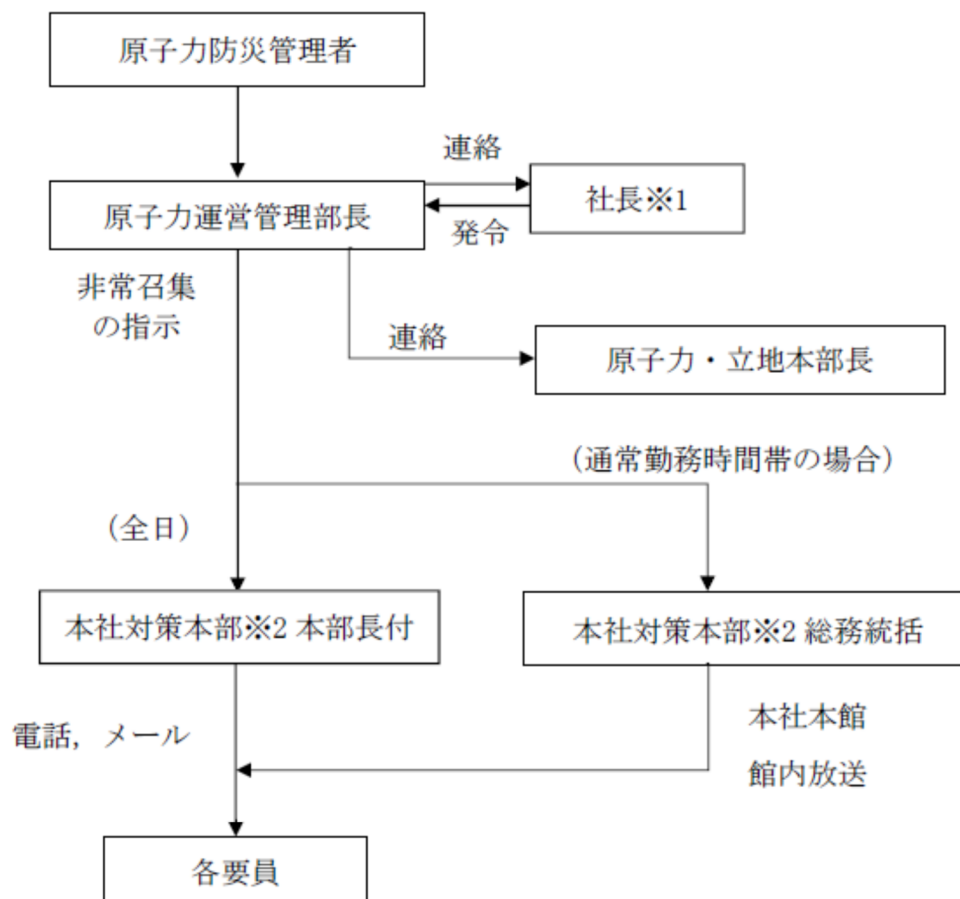 原子力防災管理者
連絡
原子力運営管理部長
社長※1
発令
非常召集
の指示
連絡
原子力・立地本部長
（通常勤務時間帯の場合）
（全日）
本社対策本部※2 本部長付
本社対策本部※2 総務統括
電話，メール
本社本館
館内放送
各要員